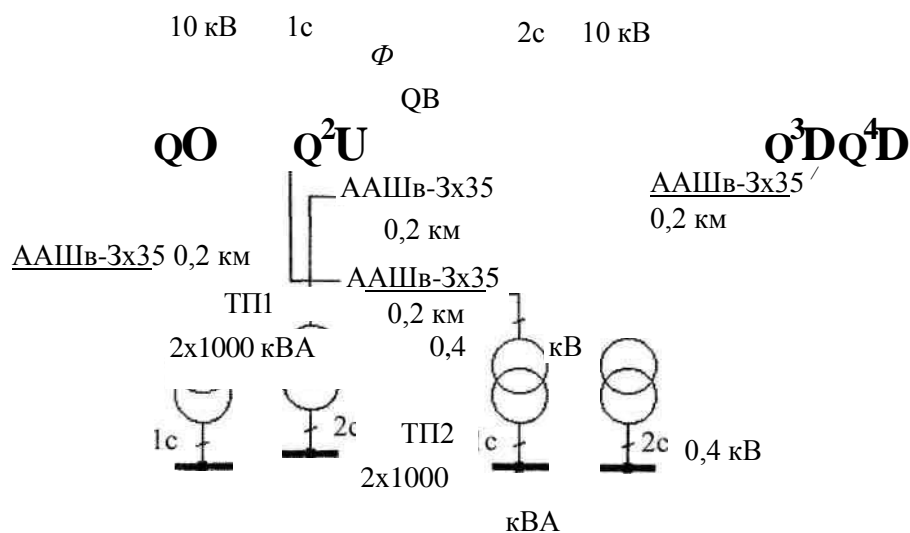 10 кВ 1с 2с 10 кВ
Ф
QB
QO Q²U Q³D Q⁴D
ААШв-3х35 ААШв-3х35
0,2 км 0,2 км
ААШв-3х35 0,2 км
ААШв-3х35
ТП1 0,2 км
2х1000 кВА 0,4 кВ
1с 2с ТП2 1с 2с 0,4 кВ
2х1000
кВА